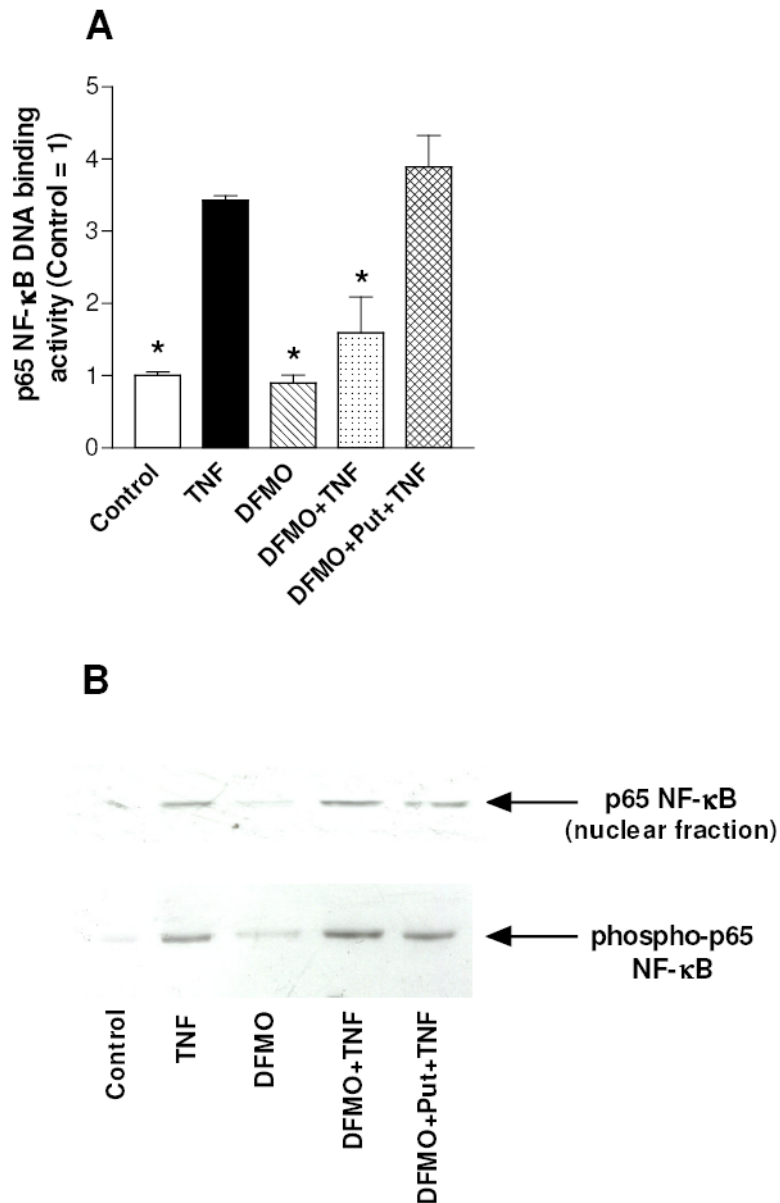 A
p65 NF-κB DNA binding
activity (Control = 1)
5
4
3
2
1
0
*
*
*
Control
TNF
DFMO
DFMO+TNF
DFMO+Put+TNF
B
p65 NF-κB
(nuclear fraction)
phospho-p65
NF-κB
Control
TNF
DFMO
DFMO+TNF
DFMO+Put+TNF